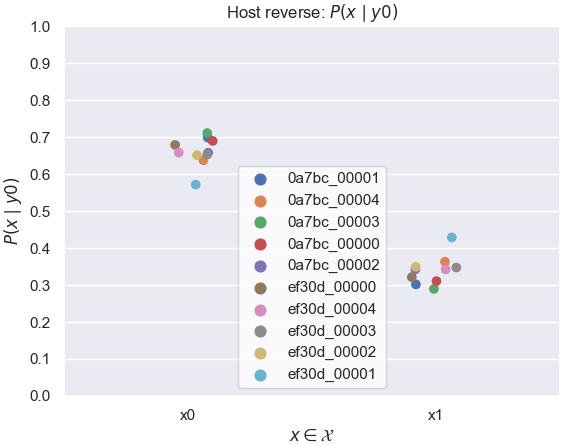 Host reverse: P(x | y0)
1.0
0.9
0.8
0.7
0.6
0.5
0.4
0.3
0.2
0.1
0.0
P(x | y0)
0a7bc_00001
0a7bc_00004
0a7bc_00003
0a7bc_00000
0a7bc_00002
ef30d_00000
ef30d_00004
ef30d_00003
ef30d_00002
ef30d_00001
x0 x1
x ∈ 𝒳